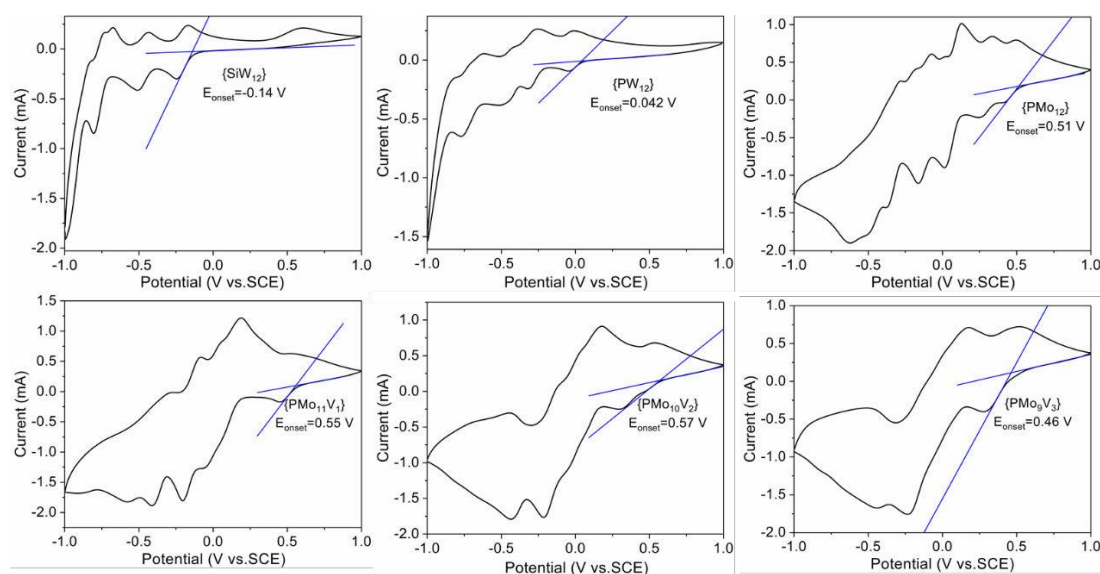 Current (mA)
0.0
-0.5
-1.0
-1.5
-2.0
{SiW₁₂}
E_onset=-0.14 V
-1.0 -0.5 0.0 0.5 1.0
Potential (V vs.SCE)
Current (mA)
0.5
0.0
-0.5
-1.0
-1.5
{PW₁₂}
E_onset=0.042 V
-1.0 -0.5 0.0 0.5 1.0
Potential (V vs.SCE)
Current (mA)
1.0
0.5
0.0
-0.5
-1.0
-1.5
-2.0
{PMo₁₂}
E_onset=0.51 V
-1.0 -0.5 0.0 0.5 1.0
Potential (V vs.SCE)
Current (mA)
1.5
1.0
0.5
0.0
-0.5
-1.0
-1.5
-2.0
{PMo₁₁V₁}
E_onset=0.55 V
-1.0 -0.5 0.0 0.5 1.0
Potential (V vs.SCE)
Current (mA)
1.0
0.5
0.0
-0.5
-1.0
-1.5
-2.0
{PMo₁₀V₂}
E_onset=0.57 V
-1.0 -0.5 0.0 0.5 1.0
Potential (V vs.SCE)
Current (mA)
1.0
0.5
0.0
-0.5
-1.0
-1.5
-2.0
{PMo₉V₃}
E_onset=0.46 V
-1.0 -0.5 0.0 0.5 1.0
Potential (V vs.SCE)